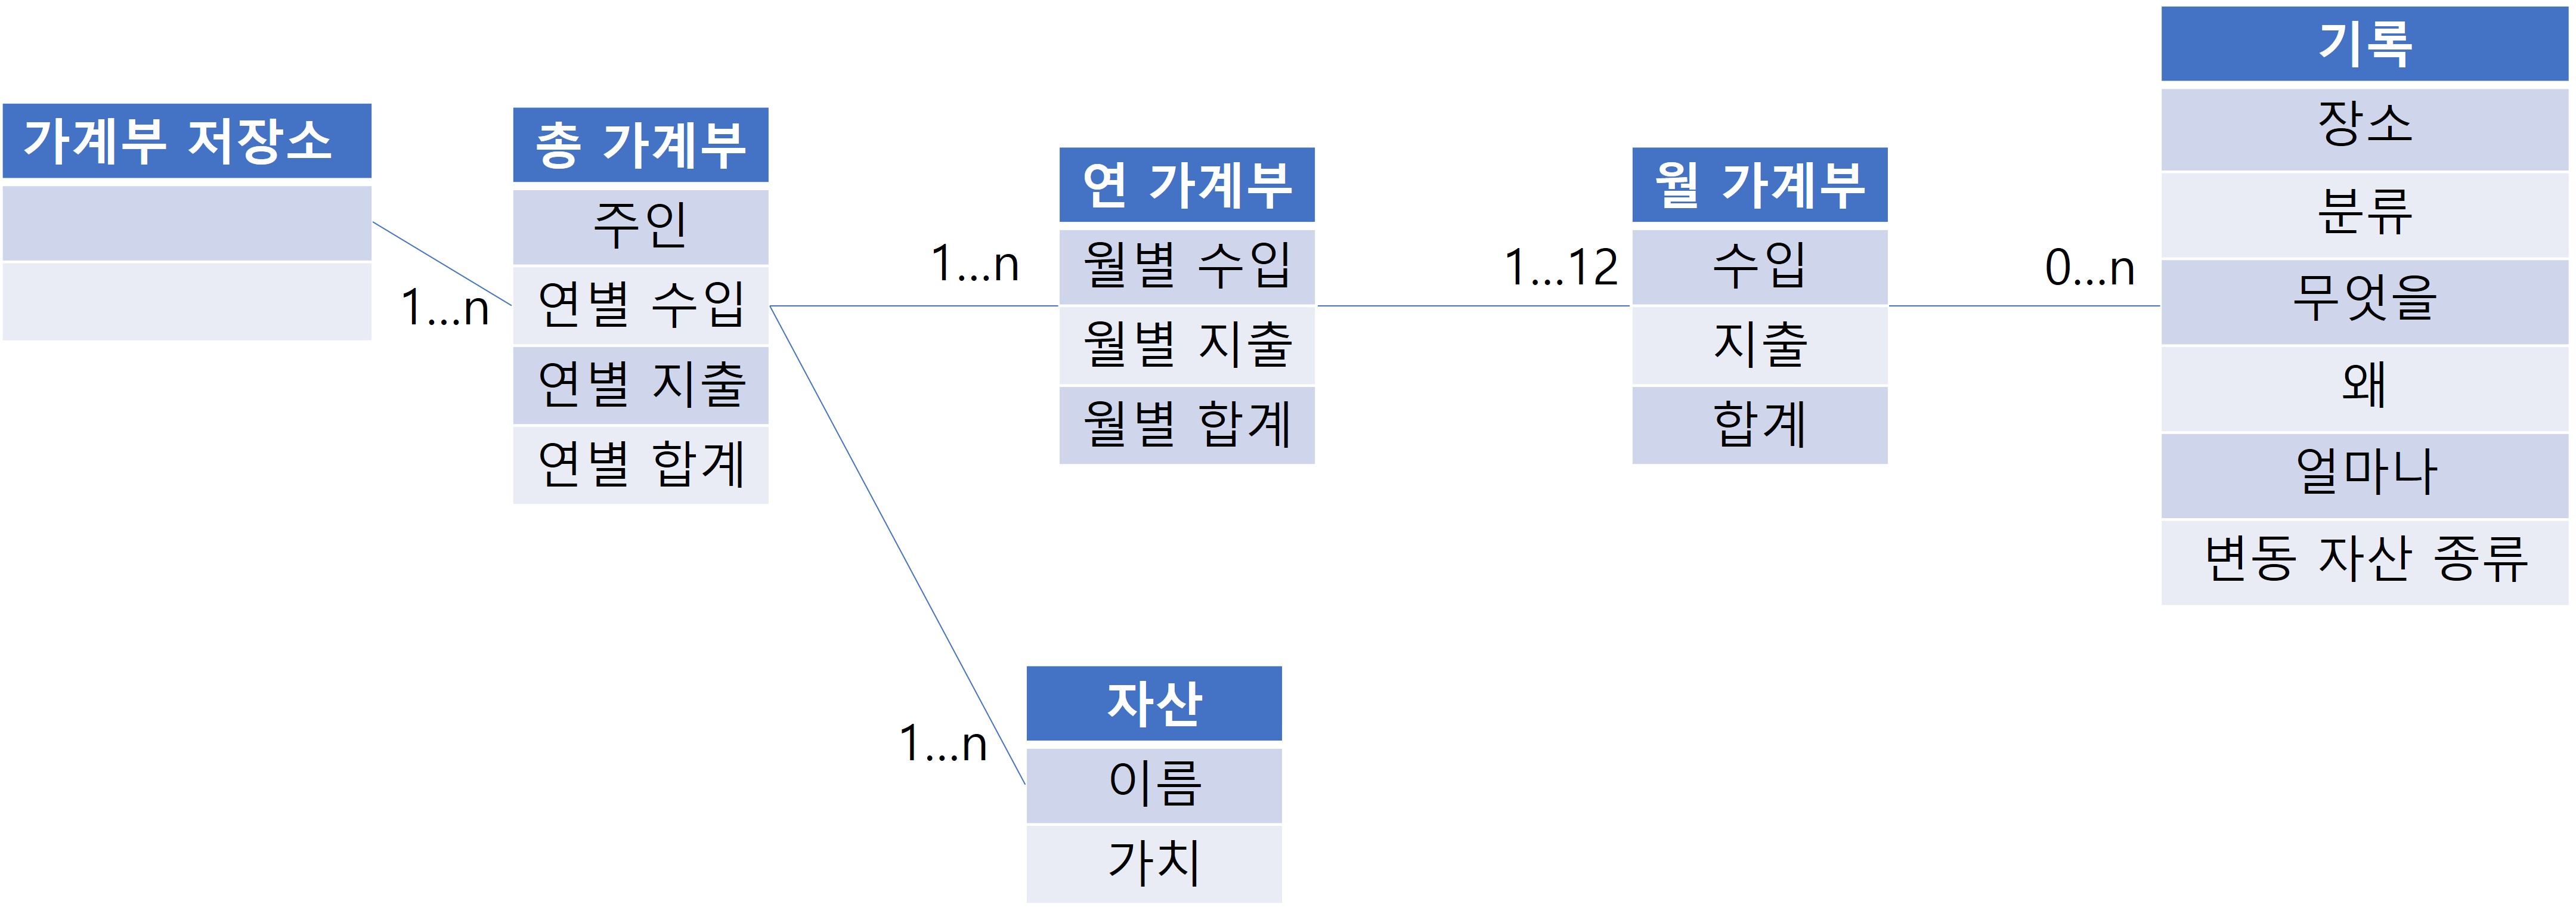 가계부 저장소
1...n
총 가계부
주인
연별 수입
연별 지출
연별 합계
1...n
연 가계부
월별 수입
월별 지출
월별 합계
1...12
월 가계부
수입
지출
합계
0...n
기록
장소
분류
무엇을
왜
얼마나
변동 자산 종류
1...n
자산
이름
가치